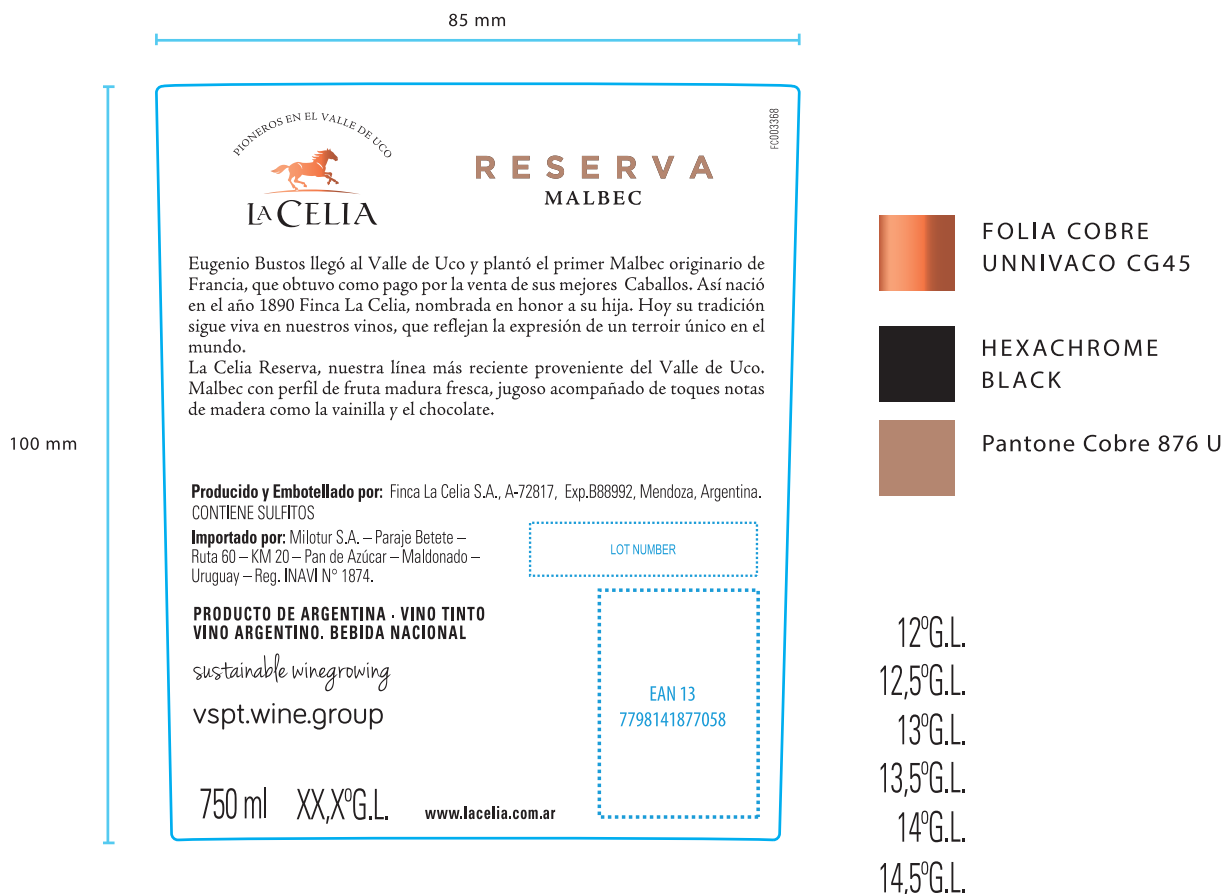 85 mm
100 mm
PIONEROS EN EL VALLE DE UCO
LA CELIA
RESERVA
MALBEC
FC003368
Eugenio Bustos llegó al Valle de Uco y plantó el primer Malbec originario de
Francia, que obtuvo como pago por la venta de sus mejores Caballos. Así nació
en el año 1890 Finca La Celia, nombrada en honor a su hija. Hoy su tradición
sigue viva en nuestros vinos, que reflejan la expresión de un terroir único en el
mundo.
La Celia Reserva, nuestra línea más reciente proveniente del Valle de Uco.
Malbec con perfil de fruta madura fresca, jugoso acompañado de toques notas
de madera como la vainilla y el chocolate.
Producido y Embotellado por: Finca La Celia S.A., A-72817, Exp.B88992, Mendoza, Argentina.
CONTIENE SULFITOS
Importado por: Milotur S.A. – Paraje Betete –
Ruta 60 – KM 20 – Pan de Azúcar – Maldonado –
Uruguay – Reg. INAVI N° 1874.
LOT NUMBER
PRODUCTO DE ARGENTINA · VINO TINTO
VINO ARGENTINO. BEBIDA NACIONAL
sustainable winegrowing
vspt.wine.group
EAN 13
7798141877058
750 ml XX,XºG.L. www.lacelia.com.ar
FOLIA COBRE
UNNIVACO CG45
HEXACHROME
BLACK
Pantone Cobre 876 U
12ºG.L.
12,5ºG.L.
13ºG.L.
13,5ºG.L.
14ºG.L.
14,5ºG.L.